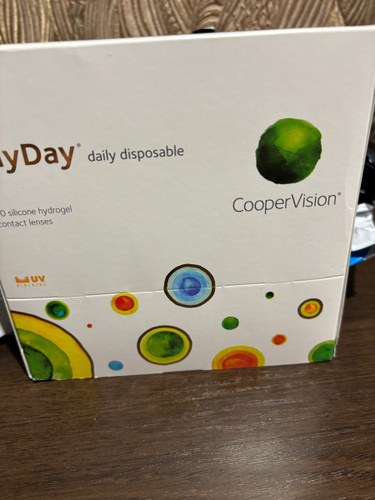 yDay® daily disposable
CooperVision®
0 silicone hydrogel
contact lenses
UV